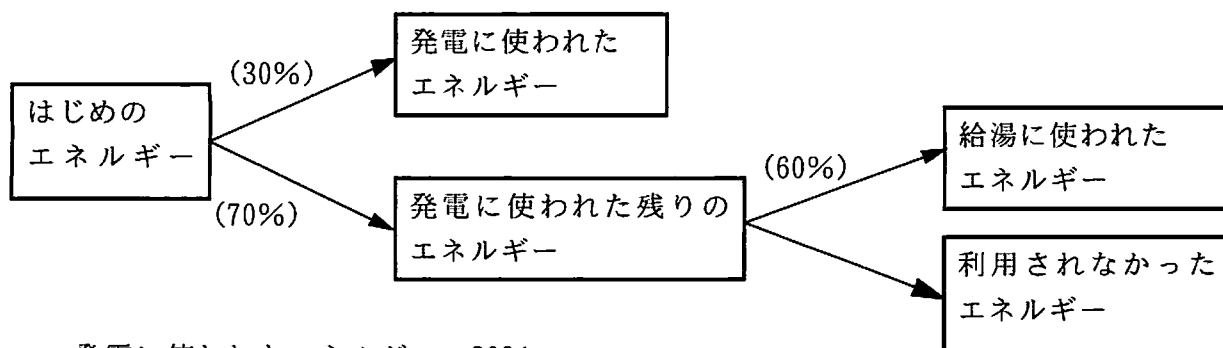 発電に使われた
エネルギー
(30%)
はじめの
エネルギー
(70%)
発電に使われた残りの
エネルギー
(60%)
給湯に使われた
エネルギー
利用されなかった
エネルギー